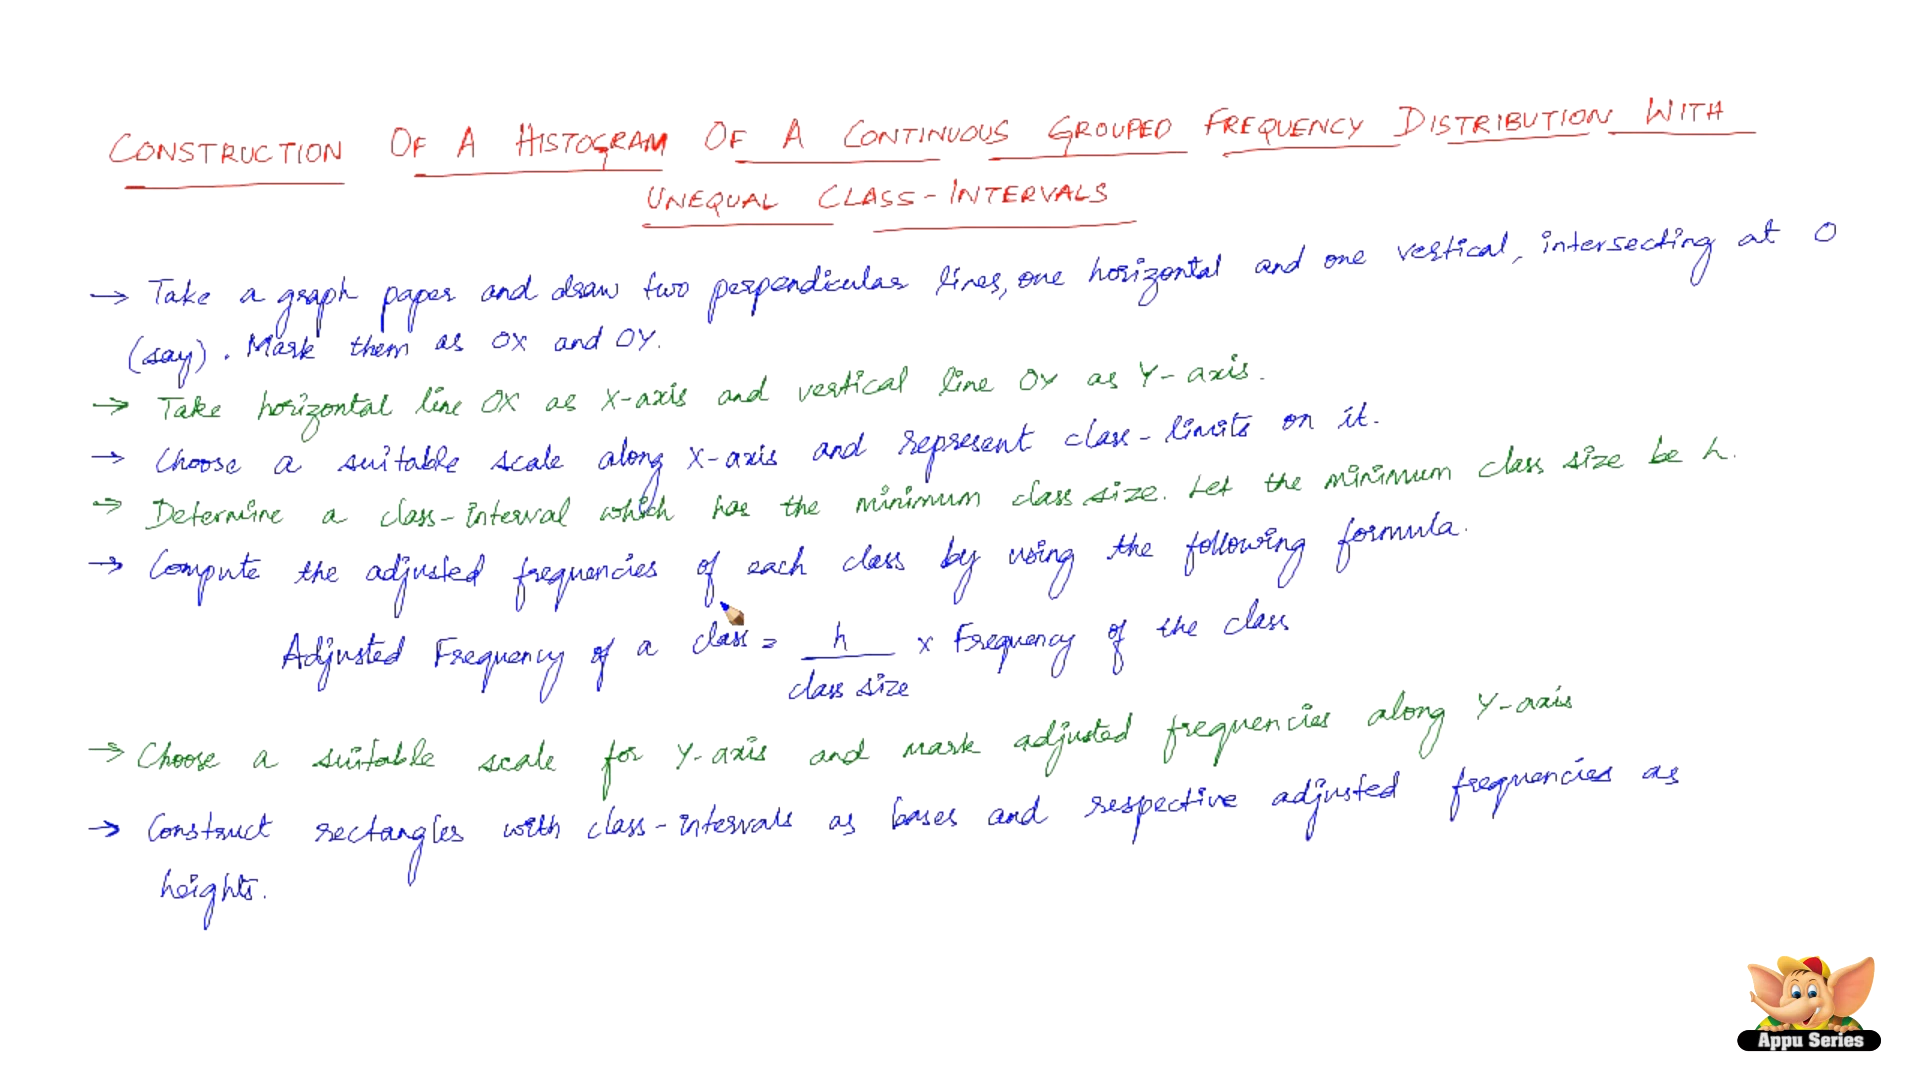 CONSTRUCTION OF A HISTOGRAM OF A CONTINUOUS GROUPED FREQUENCY DISTRIBUTION WITH
UNEQUAL CLASS-INTERVALS
→ Take a graph paper and draw two perpendicular lines, one horizontal and one vertical, intersecting at O
(say). Mark them as OX and OY.
→ Take horizontal line OX as X-axis and vertical line OY as Y-axis.
→ Choose a suitable scale along X-axis and represent class-limits on it.
→ Determine a class-interval which has the minimum class size. Let the minimum class size be h.
→ Compute the adjusted frequencies of each class by using the following formula.
Adjusted Frequency of a class = h / class size × Frequency of the class
→ Choose a suitable scale for Y-axis and mark adjusted frequencies along Y-axis
→ Construct rectangles with class-intervals as bases and respective adjusted frequencies as
heights.
Appu Series